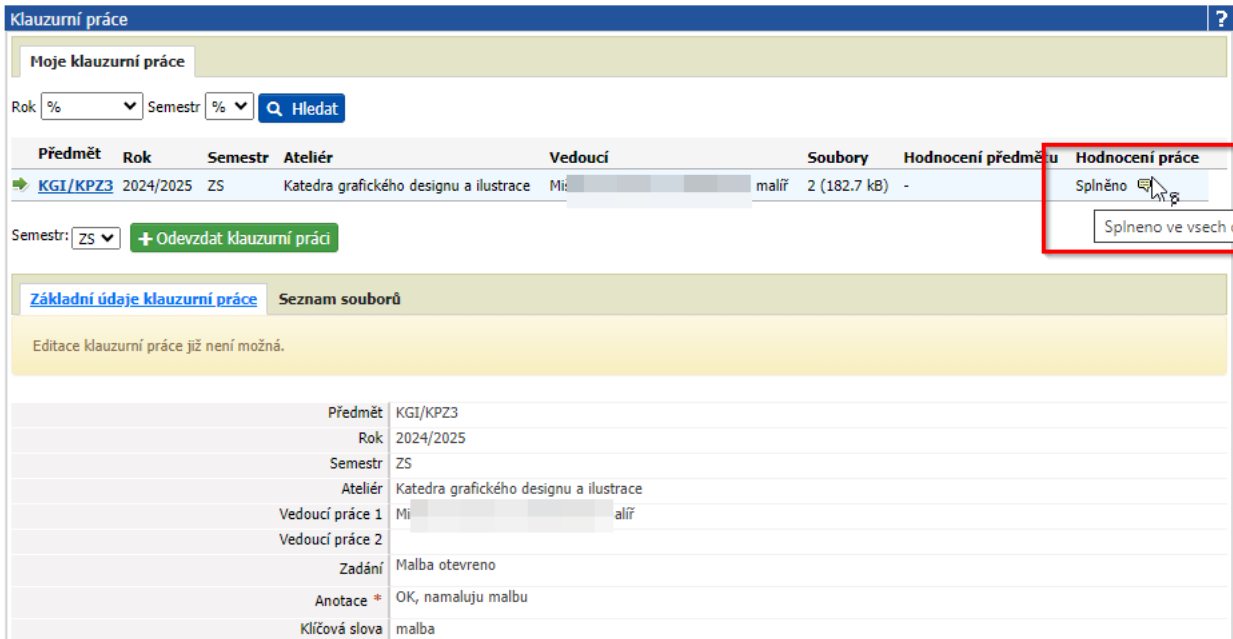 Klauzurní práce ?
Moje klauzurní práce
Rok % Semestr % Hledat
Předmět Rok Semestr Ateliér Vedoucí Soubory Hodnocení předmětu Hodnocení práce
KGI/KPZ3 2024/2025 ZS Katedra grafického designu a ilustrace malíř 2 (182.7 kB) - Splněno
Splneno ve vsech
Semestr: ZS + Odevzdat klauzurní práci
Základní údaje klauzurní práce Seznam souborů
Editace klauzurní práce již není možná.
Předmět KGI/KPZ3
Rok 2024/2025
Semestr ZS
Ateliér Katedra grafického designu a ilustrace
Vedoucí práce 1
Vedoucí práce 2
Zadání Malba otevreno
Anotace * OK, namaluju malbu
Klíčová slova malba